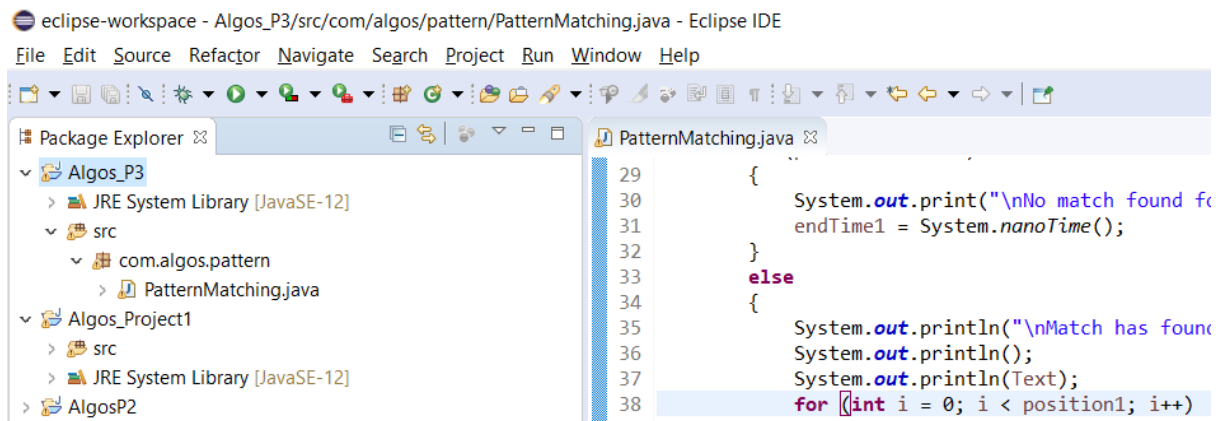 eclipse-workspace - Algos_P3/src/com/algos/pattern/PatternMatching.java - Eclipse IDE
File Edit Source Refactor Navigate Search Project Run Window Help
Package Explorer
Algos_P3
JRE System Library [JavaSE-12]
src
com.algos.pattern
PatternMatching.java
Algos_Project1
src
JRE System Library [JavaSE-12]
AlgosP2
PatternMatching.java
29 {
30 System.out.print("\nNo match found fo
31 endTime1 = System.nanoTime();
32 }
33 else
34 {
35 System.out.println("\nMatch has found
36 System.out.println();
37 System.out.println(Text);
38 for (int i = 0; i < position1; i++)